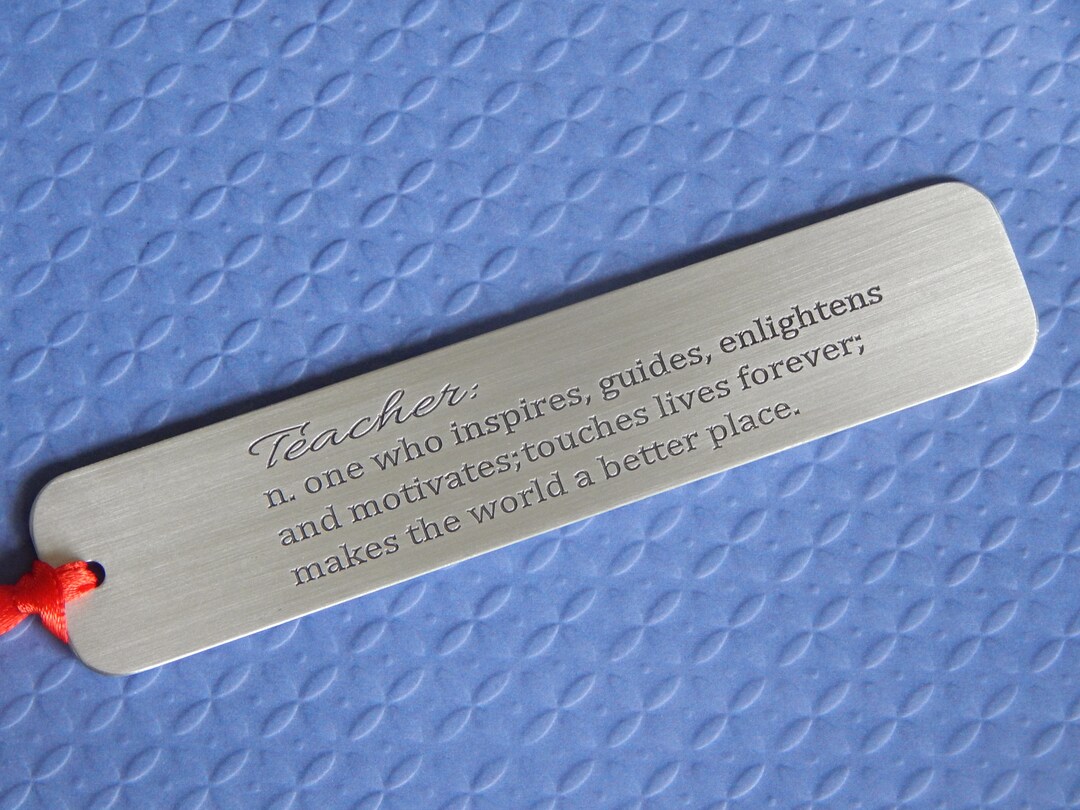 Teacher:
n. one who inspires, guides, enlightens
and motivates;touches lives forever;
makes the world a better place.